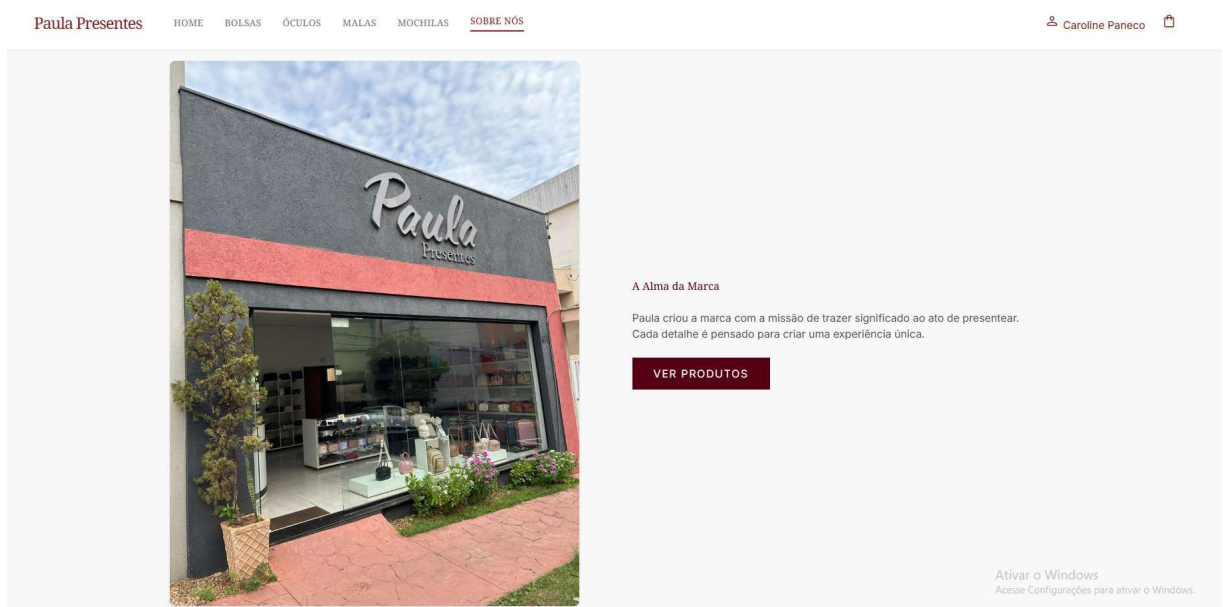 Paula Presentes
HOME BOLSAS ÓCULOS MALAS MOCHILAS SOBRE NÓS
Caroline Paneco
Paula
Presentes
A Alma da Marca
Paula criou a marca com a missão de trazer significado ao ato de presentear.
Cada detalhe é pensado para criar uma experiência única.
VER PRODUTOS
Ativar o Windows
Acesse Configurações para ativar o Windows.